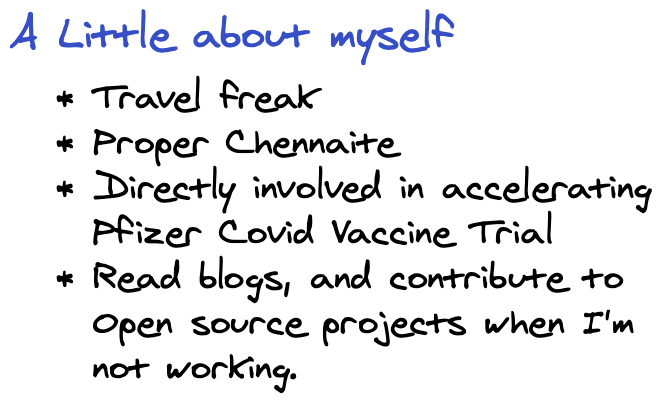 A Little about myself
* Travel freak
* Proper Chennaite
* Directly involved in accelerating
Pfizer Covid Vaccine Trial
* Read blogs, and contribute to
Open source projects when I'm
not working.